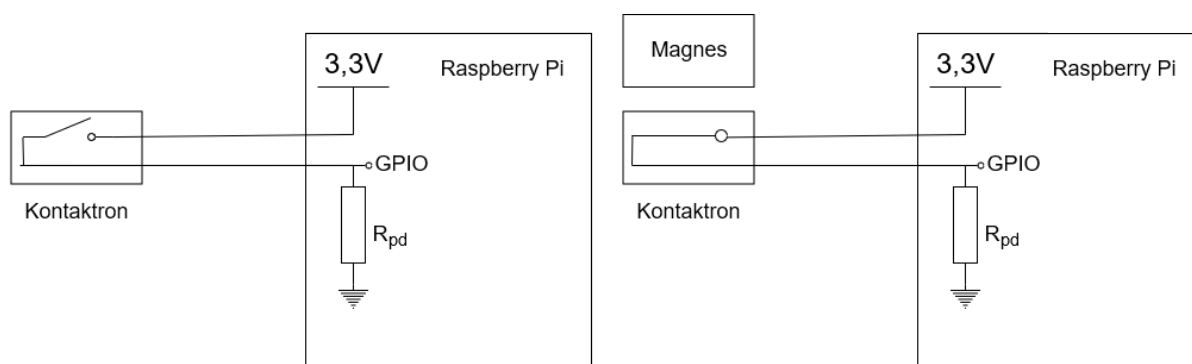 3,3V
Raspberry Pi
GPIO
Kontaktron
Rpd
Magnes
3,3V
Raspberry Pi
GPIO
Kontaktron
Rpd